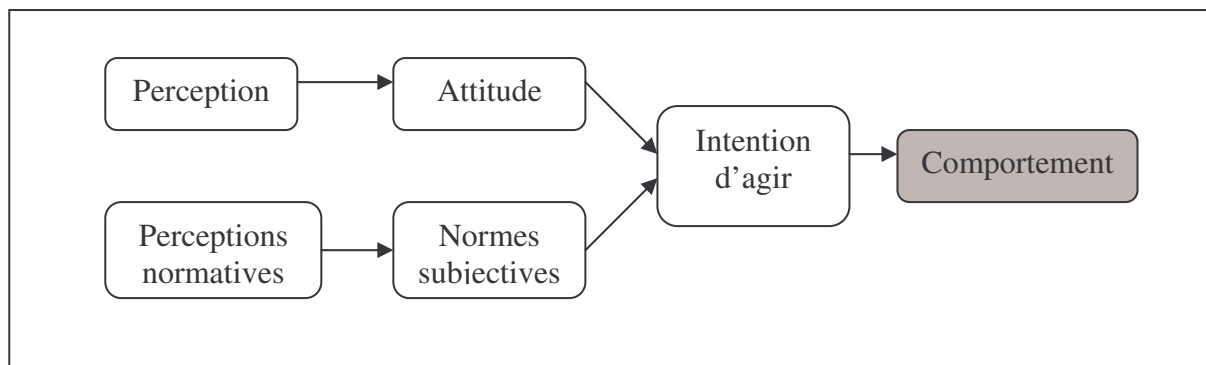 Perception
Attitude
Intention
d’agir
Comportement
Perceptions
normatives
Normes
subjectives